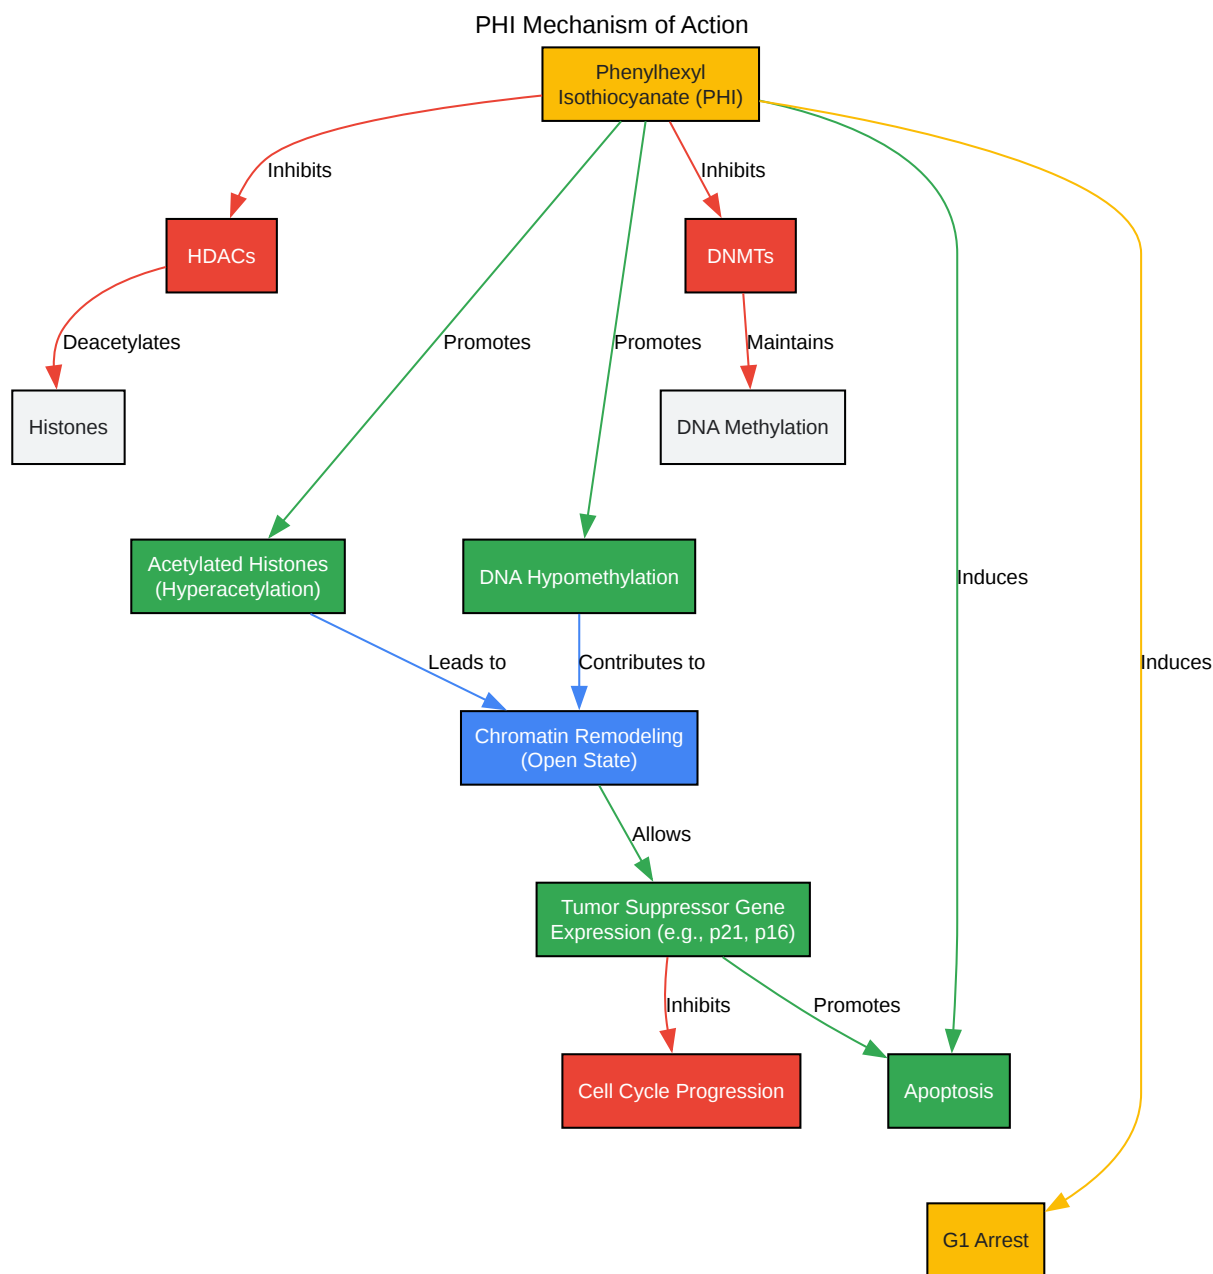 PHI Mechanism of Action
Phenylhexyl
Isothiocyanate (PHI)
Inhibits
Inhibits
HDACs
DNMTs
Deacetylates
Promotes
Promotes
Maintains
Histones
DNA Methylation
Acetylated Histones
(Hyperacetylation)
DNA Hypomethylation
Induces
Leads to
Contributes to
Induces
Chromatin Remodeling
(Open State)
Allows
Tumor Suppressor Gene
Expression (e.g., p21, p16)
Inhibits
Promotes
Cell Cycle Progression
Apoptosis
G1 Arrest